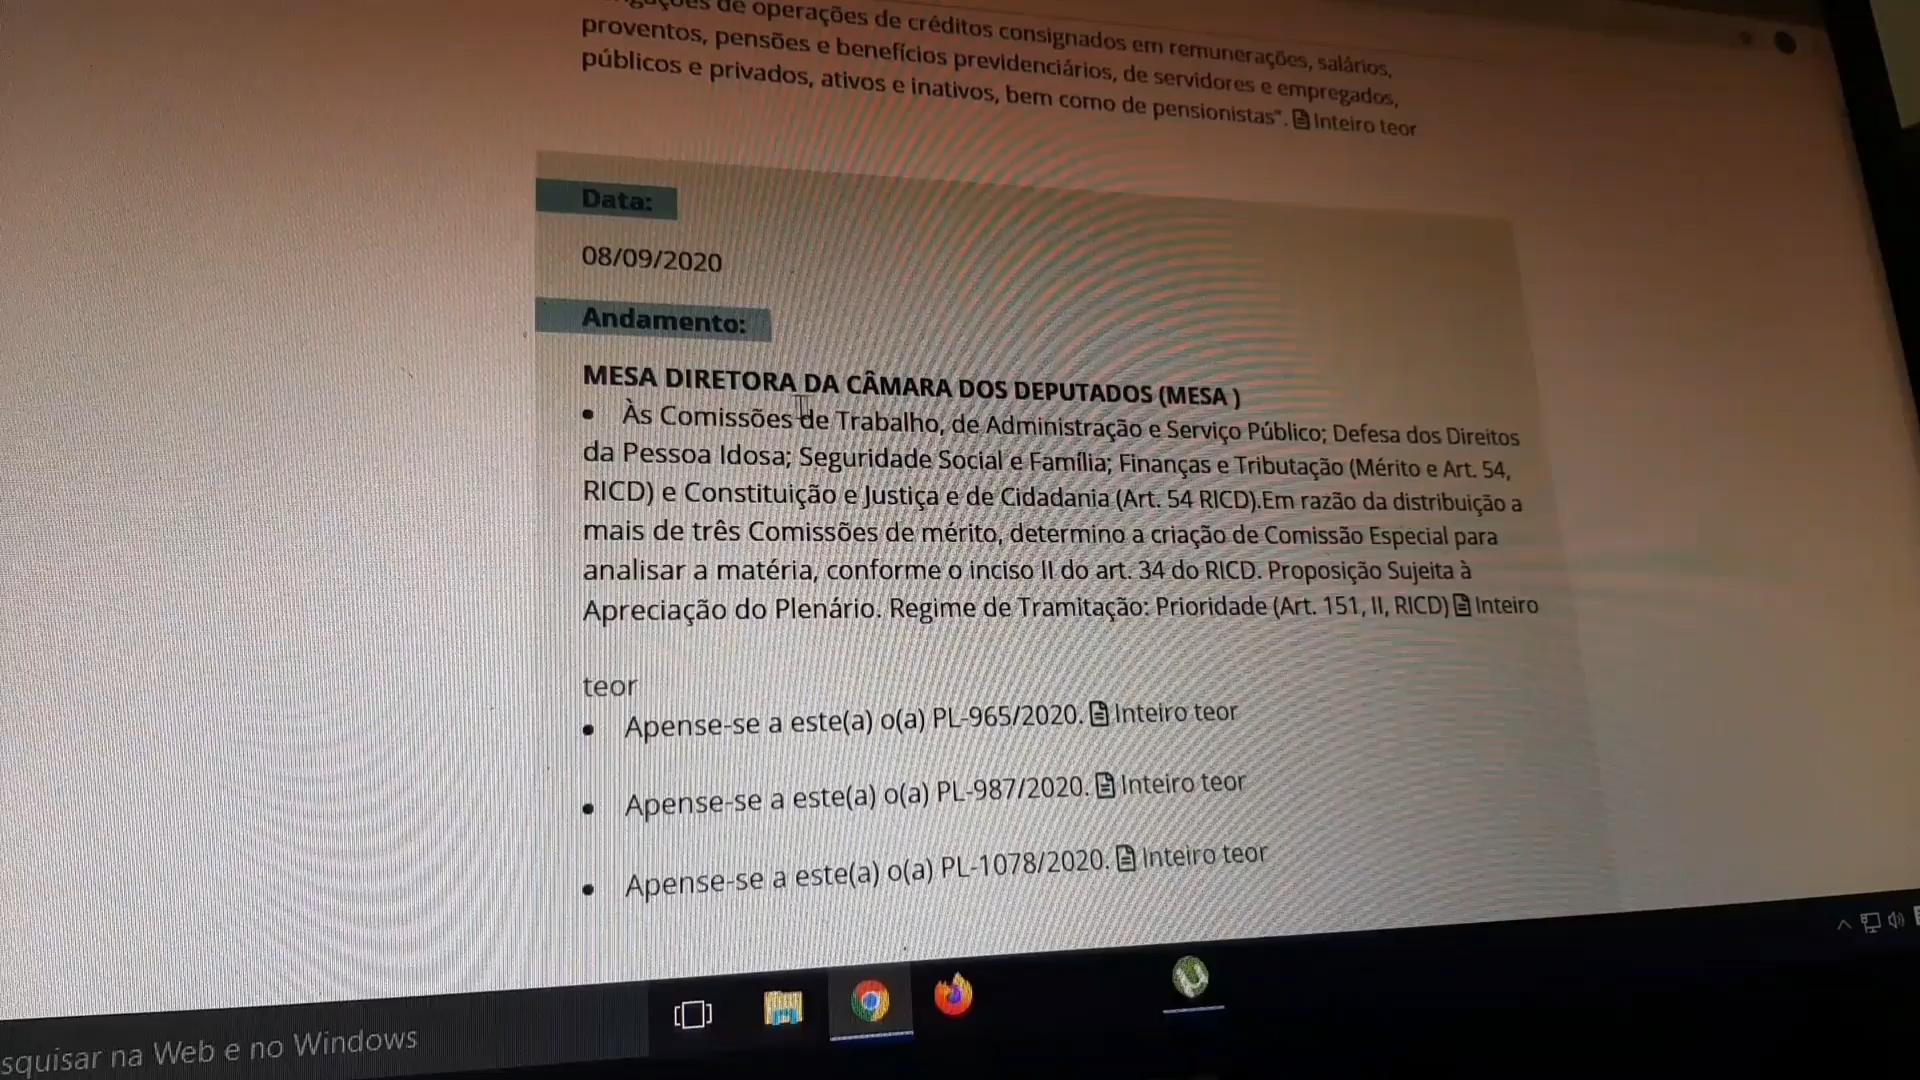 de operações de créditos consignados em remunerações, salários,
proventos, pensões e benefícios previdenciários, de servidores e empregados,
públicos e privados, ativos e inativos, bem como de pensionistas". Inteiro teor
Data:
08/09/2020
Andamento:
MESA DIRETORA DA CÂMARA DOS DEPUTADOS (MESA )
• Às Comissões de Trabalho, de Administração e Serviço Público; Defesa dos Direitos
da Pessoa Idosa; Seguridade Social e Família; Finanças e Tributação (Mérito e Art. 54,
RICD) e Constituição e Justiça e de Cidadania (Art. 54 RICD).Em razão da distribuição a
mais de três Comissões de mérito, determino a criação de Comissão Especial para
analisar a matéria, conforme o inciso II do art. 34 do RICD. Proposição Sujeita à
Apreciação do Plenário. Regime de Tramitação: Prioridade (Art. 151, II, RICD) Inteiro
teor
• Apense-se a este(a) o(a) PL-965/2020. Inteiro teor
• Apense-se a este(a) o(a) PL-987/2020. Inteiro teor
• Apense-se a este(a) o(a) PL-1078/2020. Inteiro teor
squisar na Web e no Windows